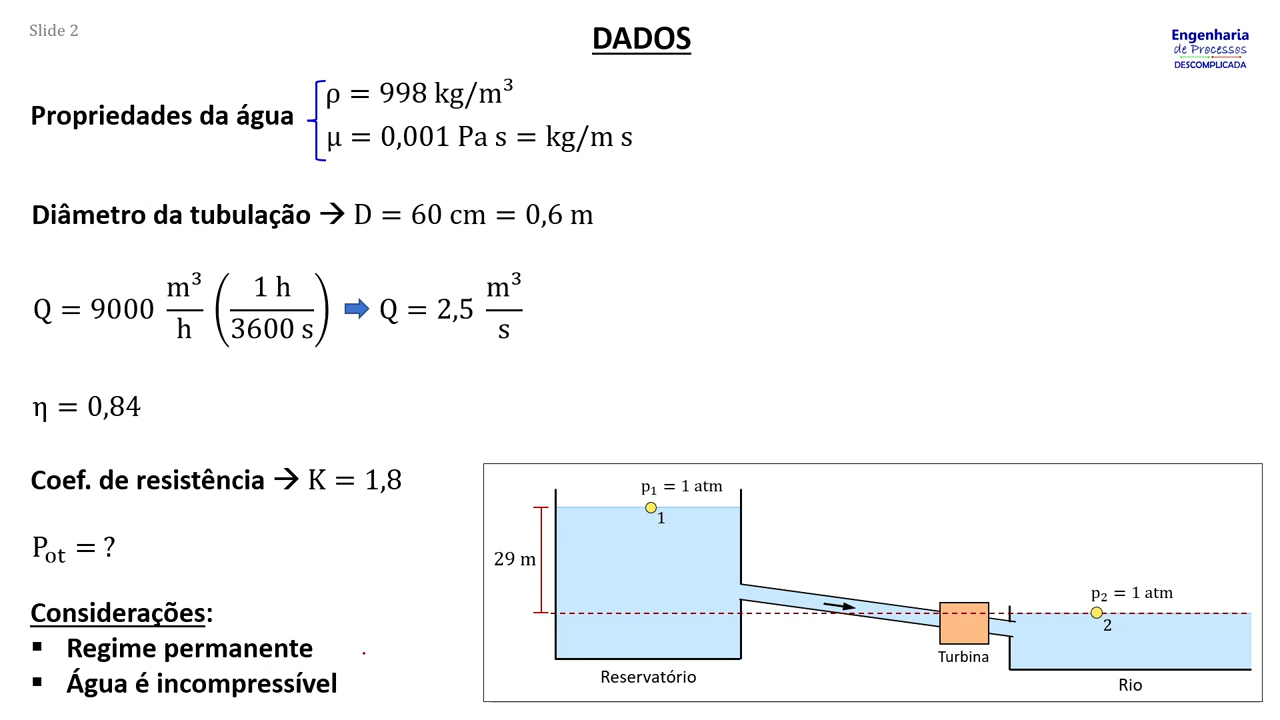 Slide 2
DADOS
Engenharia
de Processos
DESCOMPLICADA
Propriedades da água
ρ = 998 kg/m³
μ = 0,001 Pa s = kg/m s
Diâmetro da tubulação → D = 60 cm = 0,6 m
Q = 9000 m³/h (1 h/3600 s) ➡ Q = 2,5 m³/s
η = 0,84
Coef. de resistência → K = 1,8
Pot = ?
Considerações:
▪ Regime permanente
▪ Água é incompressível
p₁ = 1 atm
1
29 m
p₂ = 1 atm
2
Turbina
Reservatório
Rio